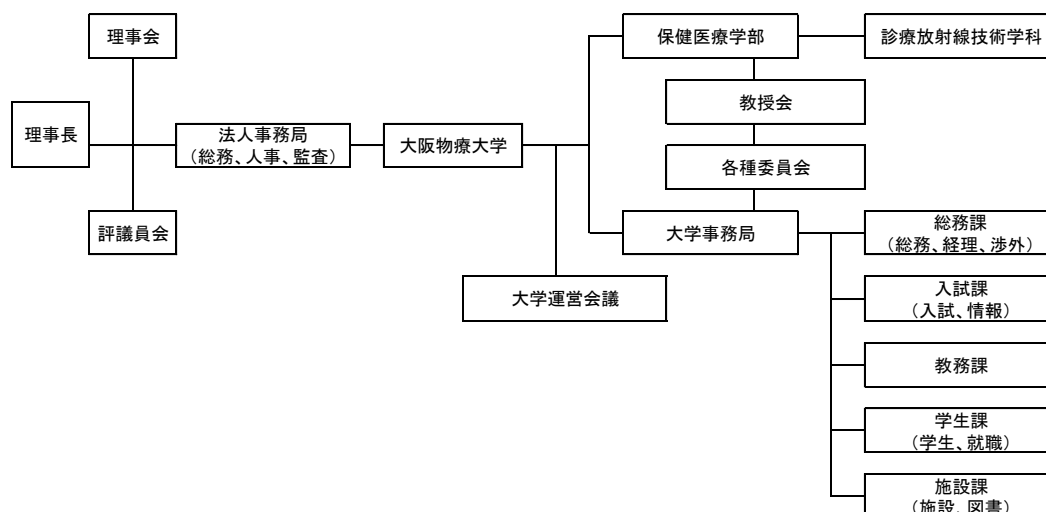 理事会
保健医療学部
診療放射線技術学科
教授会
理事長
法人事務局
(総務、人事、監査)
大阪物療大学
各種委員会
評議員会
大学事務局
総務課
(総務、経理、渉外)
大学運営会議
入試課
(入試、情報)
教務課
学生課
(学生、就職)
施設課
(施設、図書)